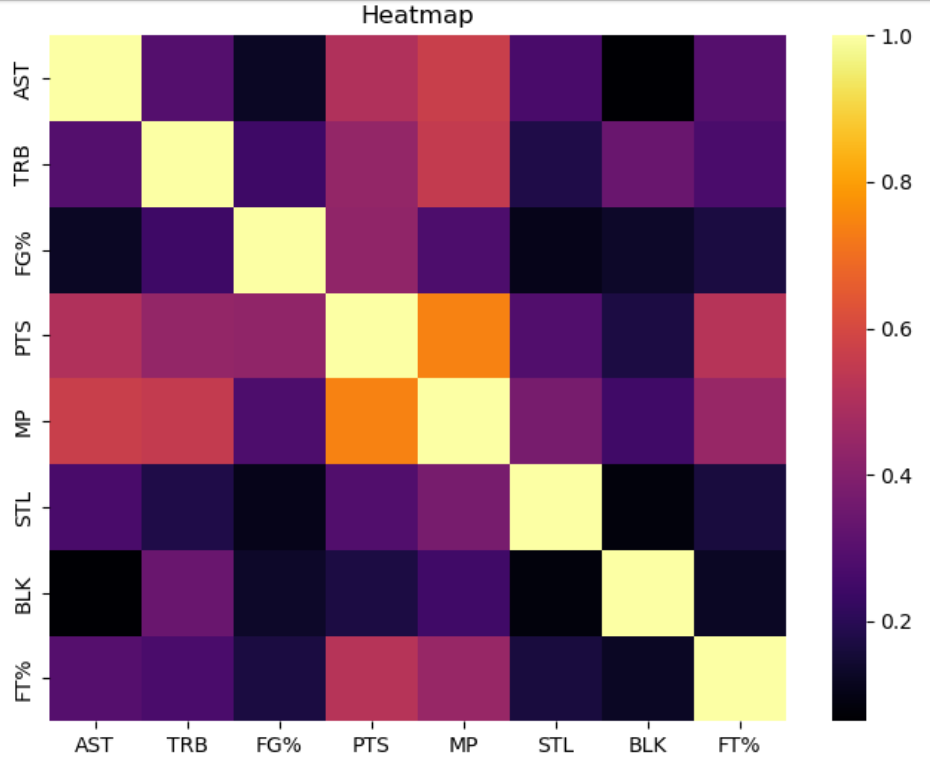 Heatmap
AST
TRB
FG%
PTS
MP
STL
BLK
FT%
AST TRB FG% PTS MP STL BLK FT%
1.0
0.8
0.6
0.4
0.2